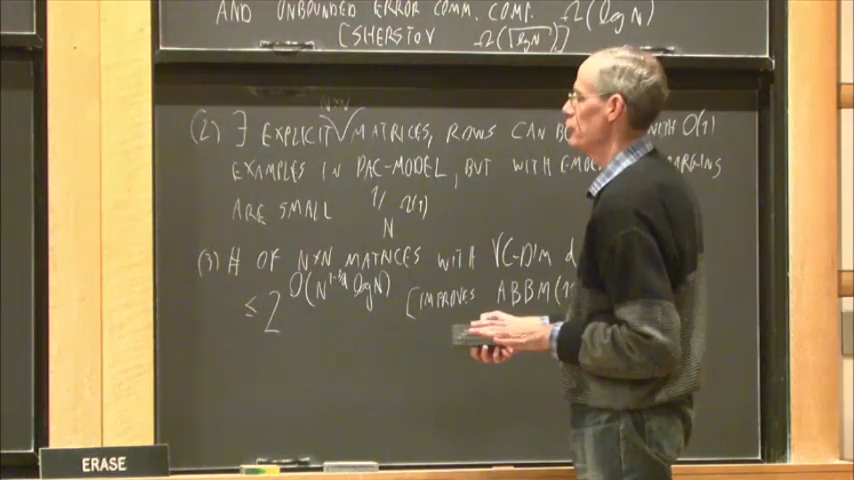 AND UNBOUNDED ERROR COMM. COMP. Ω(log N)
[SHERSTOV Ω(√log N)]
N×N
(2) ∃ EXPLICIT MATRICES, ROWS CAN BE WITH O(1)
EXAMPLES IN PAC-MODEL, BUT WITH MARGINS
ARE SMALL 1/N^Ω(1)
(3) # OF N×N MATRICES WITH VC-DIM d
≤ 2^O(N^1-1/d log N) [IMPROVES ABBM
ERASE